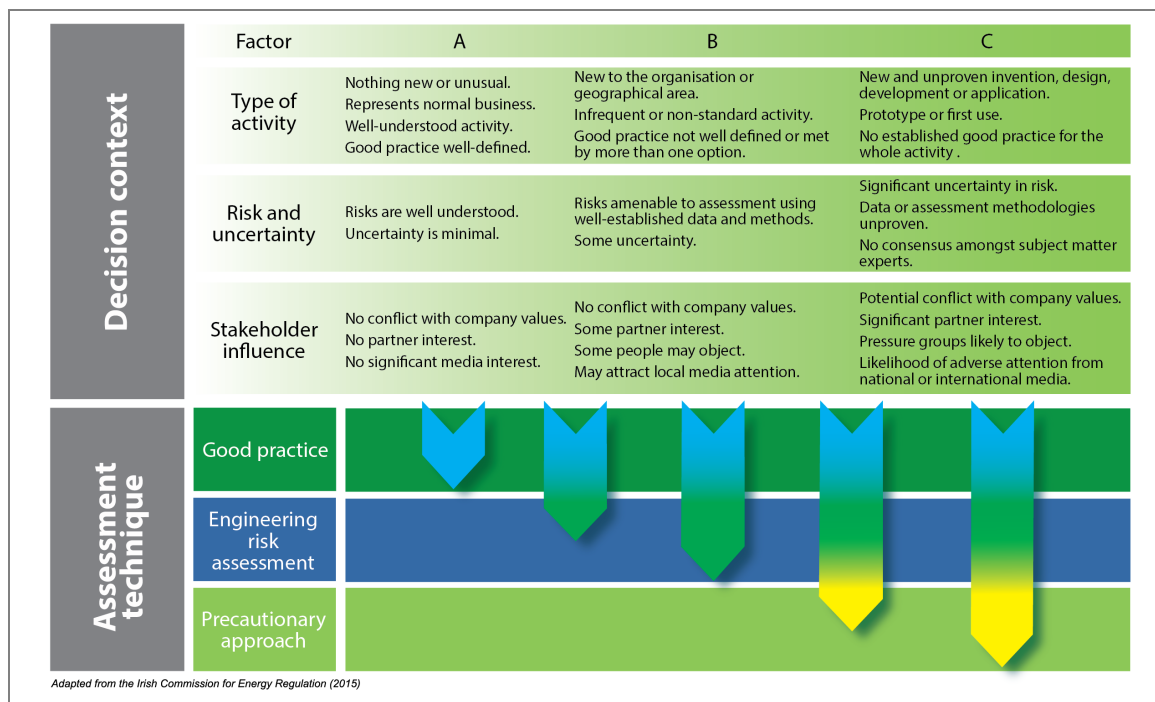 Decision context
Factor
A
B
C
Type of
activity
Nothing new or unusual.
Represents normal business.
Well-understood activity.
Good practice well-defined.
New to the organisation or
geographical area.
Infrequent or non-standard activity.
Good practice not well defined or met
by more than one option.
New and unproven invention, design,
development or application.
Prototype or first use.
No established good practice for the
whole activity .
Risk and
uncertainty
Risks are well understood.
Uncertainty is minimal.
Risks amenable to assessment using
well-established data and methods.
Some uncertainty.
Significant uncertainty in risk.
Data or assessment methodologies
unproven.
No consensus amongst subject matter
experts.
Stakeholder
influence
No conflict with company values.
No partner interest.
No significant media interest.
No conflict with company values.
Some partner interest.
Some people may object.
May attract local media attention.
Potential conflict with company values.
Significant partner interest.
Pressure groups likely to object.
Likelihood of adverse attention from
national or international media.
Assessment
technique
Good practice
Engineering
risk
assessment
Precautionary
approach
Adapted from the Irish Commission for Energy Regulation (2015)